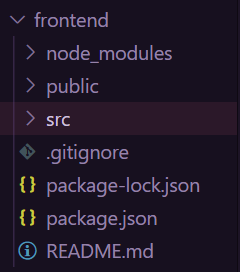 frontend
node_modules
public
src
.gitignore
package-lock.json
package.json
README.md